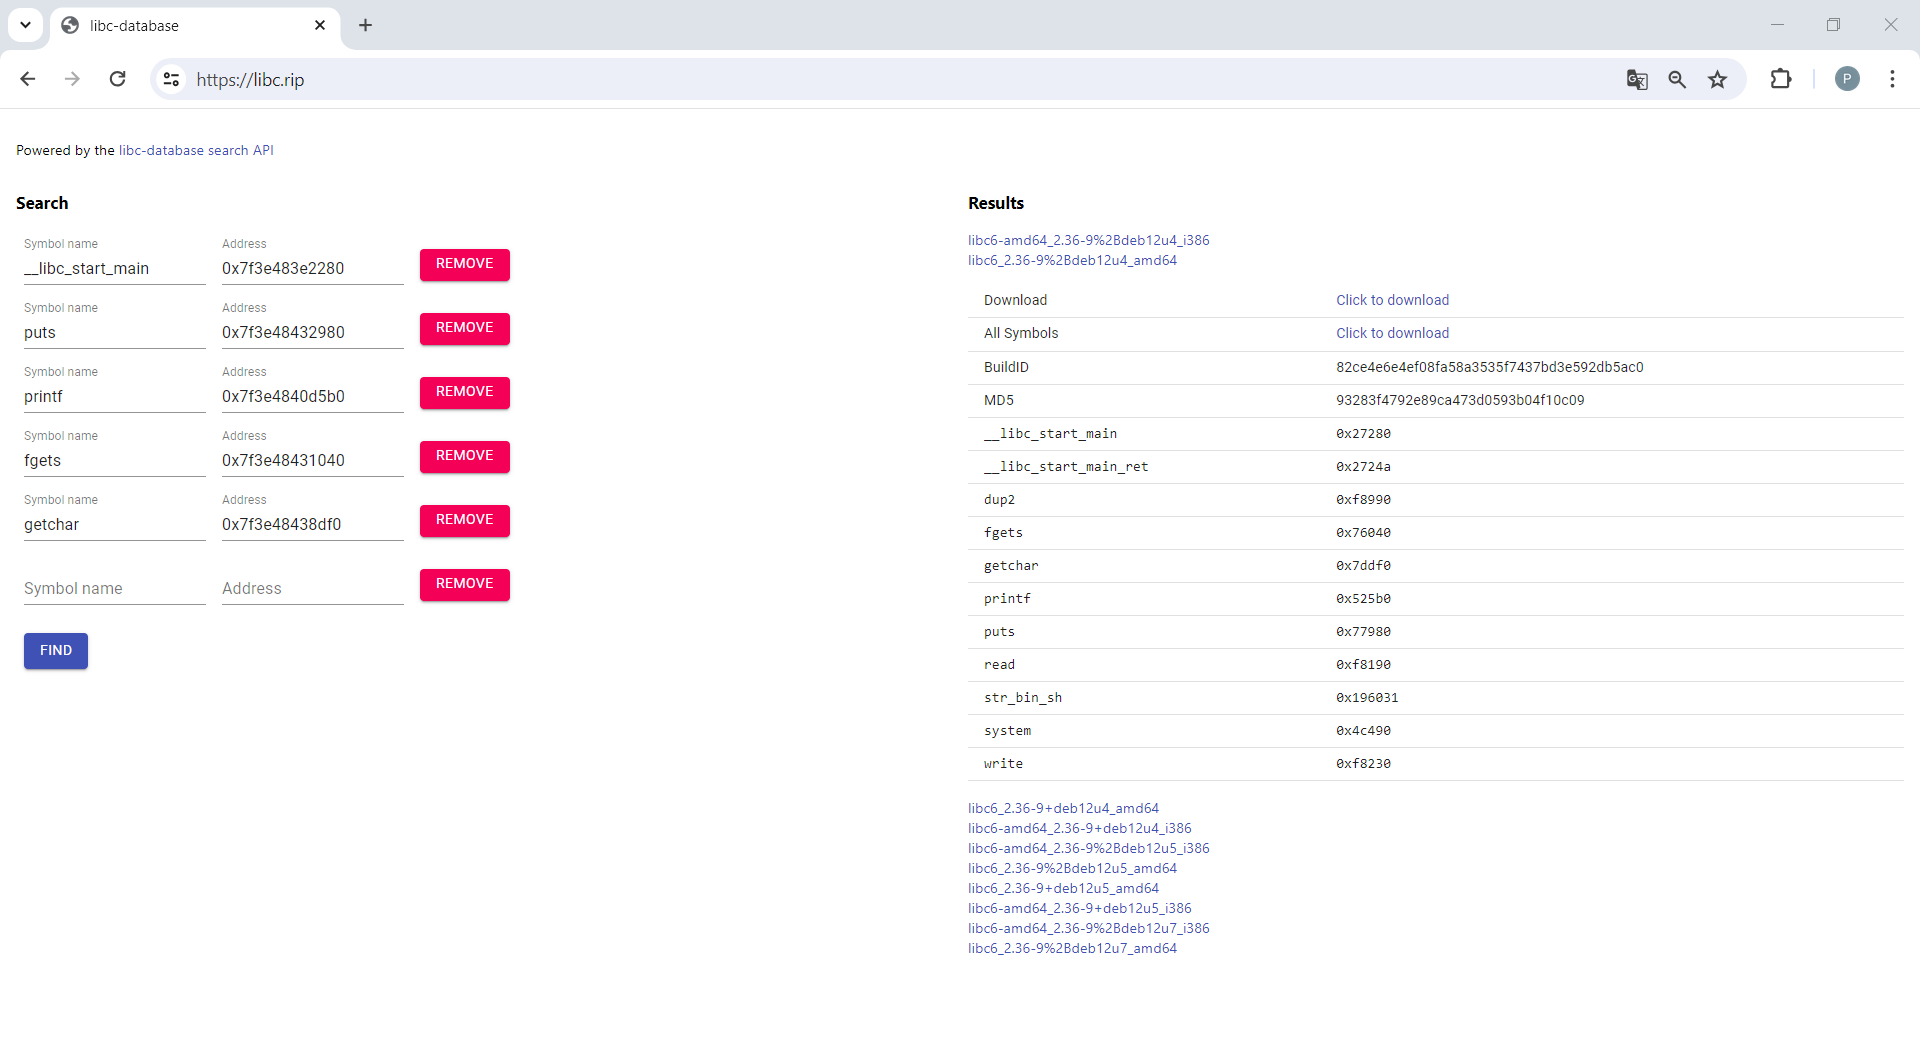 libc-database
https://libc.rip
P
Powered by the libc-database search API
Search
Symbol name Address
__libc_start_main 0x7f3e483e2280 REMOVE
Symbol name Address
puts 0x7f3e48432980 REMOVE
Symbol name Address
printf 0x7f3e4840d5b0 REMOVE
Symbol name Address
fgets 0x7f3e48431040 REMOVE
Symbol name Address
getchar 0x7f3e48438df0 REMOVE
Symbol name Address REMOVE
FIND
Results
libc6-amd64_2.36-9%2Bdeb12u4_i386
libc6_2.36-9%2Bdeb12u4_amd64
Download Click to download
All Symbols Click to download
BuildID 82ce4e6e4ef08fa58a3535f7437bd3e592db5ac0
MD5 93283f4792e89ca473d0593b04f10c09
__libc_start_main 0x27280
__libc_start_main_ret 0x2724a
dup2 0xf8990
fgets 0x76040
getchar 0x7ddf0
printf 0x525b0
puts 0x77980
read 0xf8190
str_bin_sh 0x196031
system 0x4c490
write 0xf8230
libc6_2.36-9+deb12u4_amd64
libc6-amd64_2.36-9+deb12u4_i386
libc6-amd64_2.36-9%2Bdeb12u5_i386
libc6_2.36-9%2Bdeb12u5_amd64
libc6_2.36-9+deb12u5_amd64
libc6-amd64_2.36-9+deb12u5_i386
libc6-amd64_2.36-9%2Bdeb12u7_i386
libc6_2.36-9%2Bdeb12u7_amd64